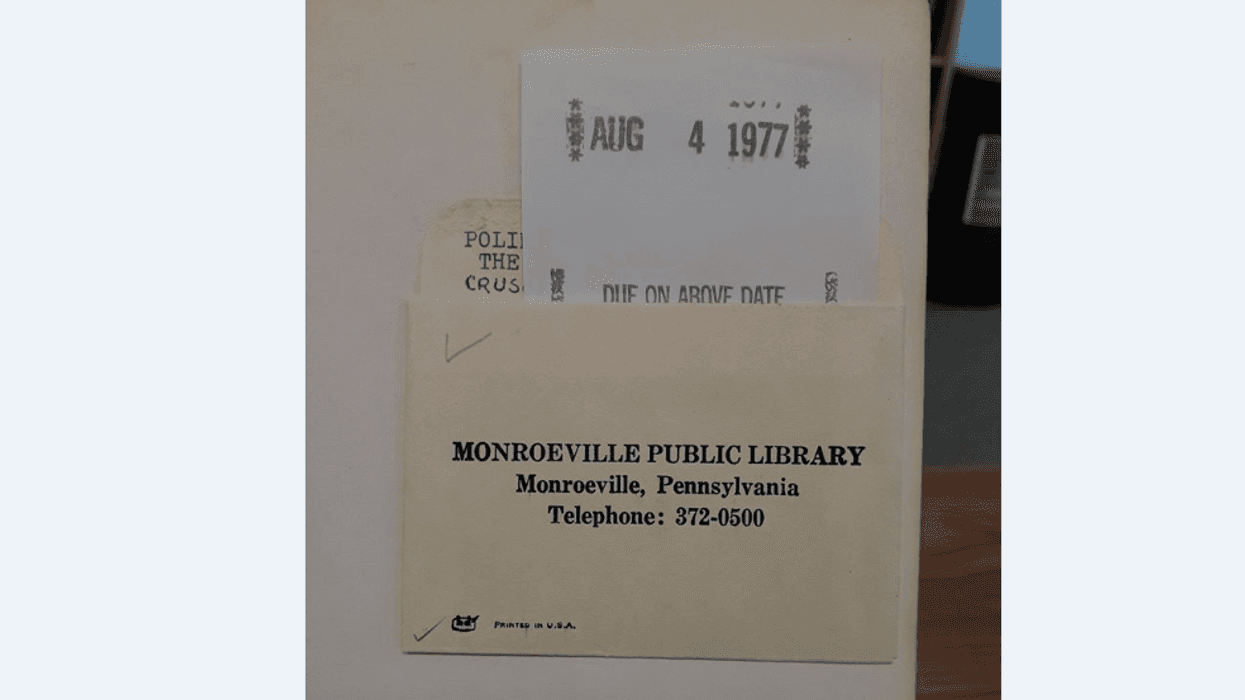 AUG 4 1977
POLI
THE
CRUS
DUE ON ABOVE DATE
MONROEVILLE PUBLIC LIBRARY
Monroeville, Pennsylvania
Telephone: 372-0500
PRINTED IN U.S.A.